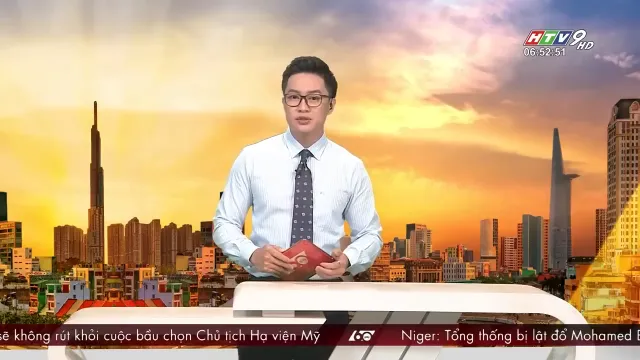 HTV9 HD
06:52:51
sẽ không rút khỏi cuộc bầu chọn Chủ tịch Hạ viện Mỹ
60 Niger: Tổng thống bị lật đổ Mohamed